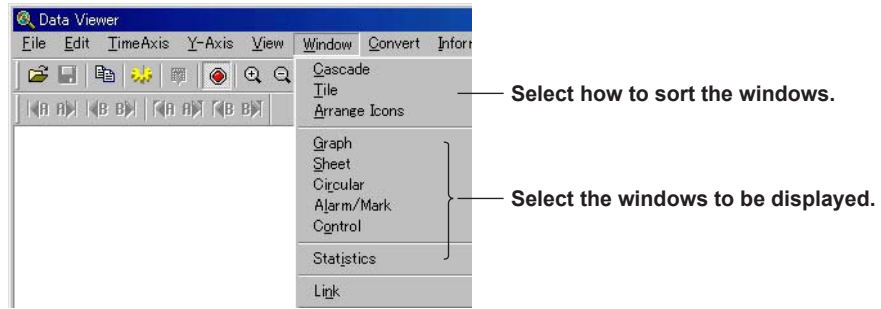 Data Viewer
File Edit TimeAxis Y-Axis View Window Convert Infor
A A B B A A B B
Cascade
Tile
Arrange Icons
Select how to sort the windows.
Graph
Sheet
Circular
Alarm/Mark
Control
Select the windows to be displayed.
Statistics
Link